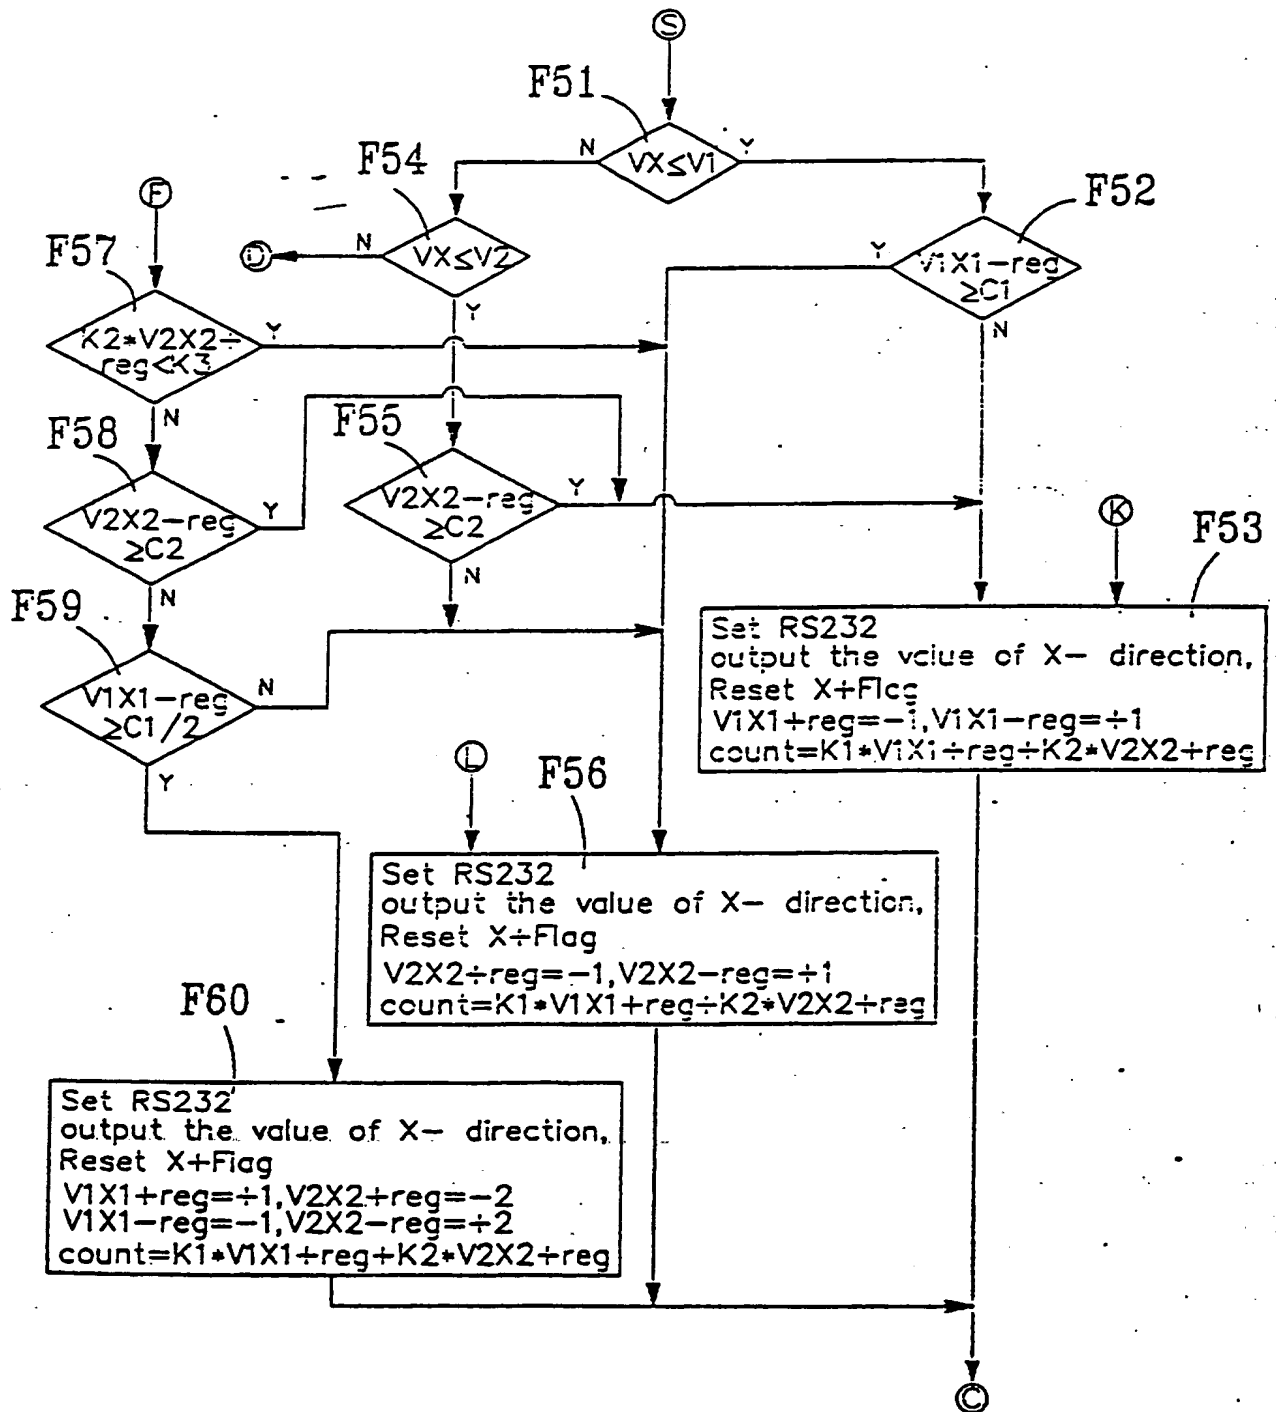 S
F51
N
VX≤V1
Y
F54
F52
F
N
VX≤V2
D
Y
V1X1-reg
≥C1
F57
Y
N
K2*V2X2+
reg<K3
Y
N
F58
F55
V2X2-reg
≥C2
Y
V2X2-reg
≥C2
Y
K
F53
N
N
F59
Set RS232
output the value of X- direction,
Reset X+Flag
V1X1+reg=-1,V1X1-reg=+1
count=K1*V1X1+reg+K2*V2X2+reg
V1X1-reg
≥C1/2
N
Y
L
F56
Set RS232
output the value of X- direction,
Reset X+Flag
V2X2+reg=-1,V2X2-reg=+1
count=K1*V1X1+reg+K2*V2X2+reg
F60
Set RS232
output the value of X- direction,
Reset X+Flag
V1X1+reg=+1,V2X2+reg=-2
V1X1-reg=-1,V2X2-reg=+2
count=K1*V1X1+reg+K2*V2X2+reg
C